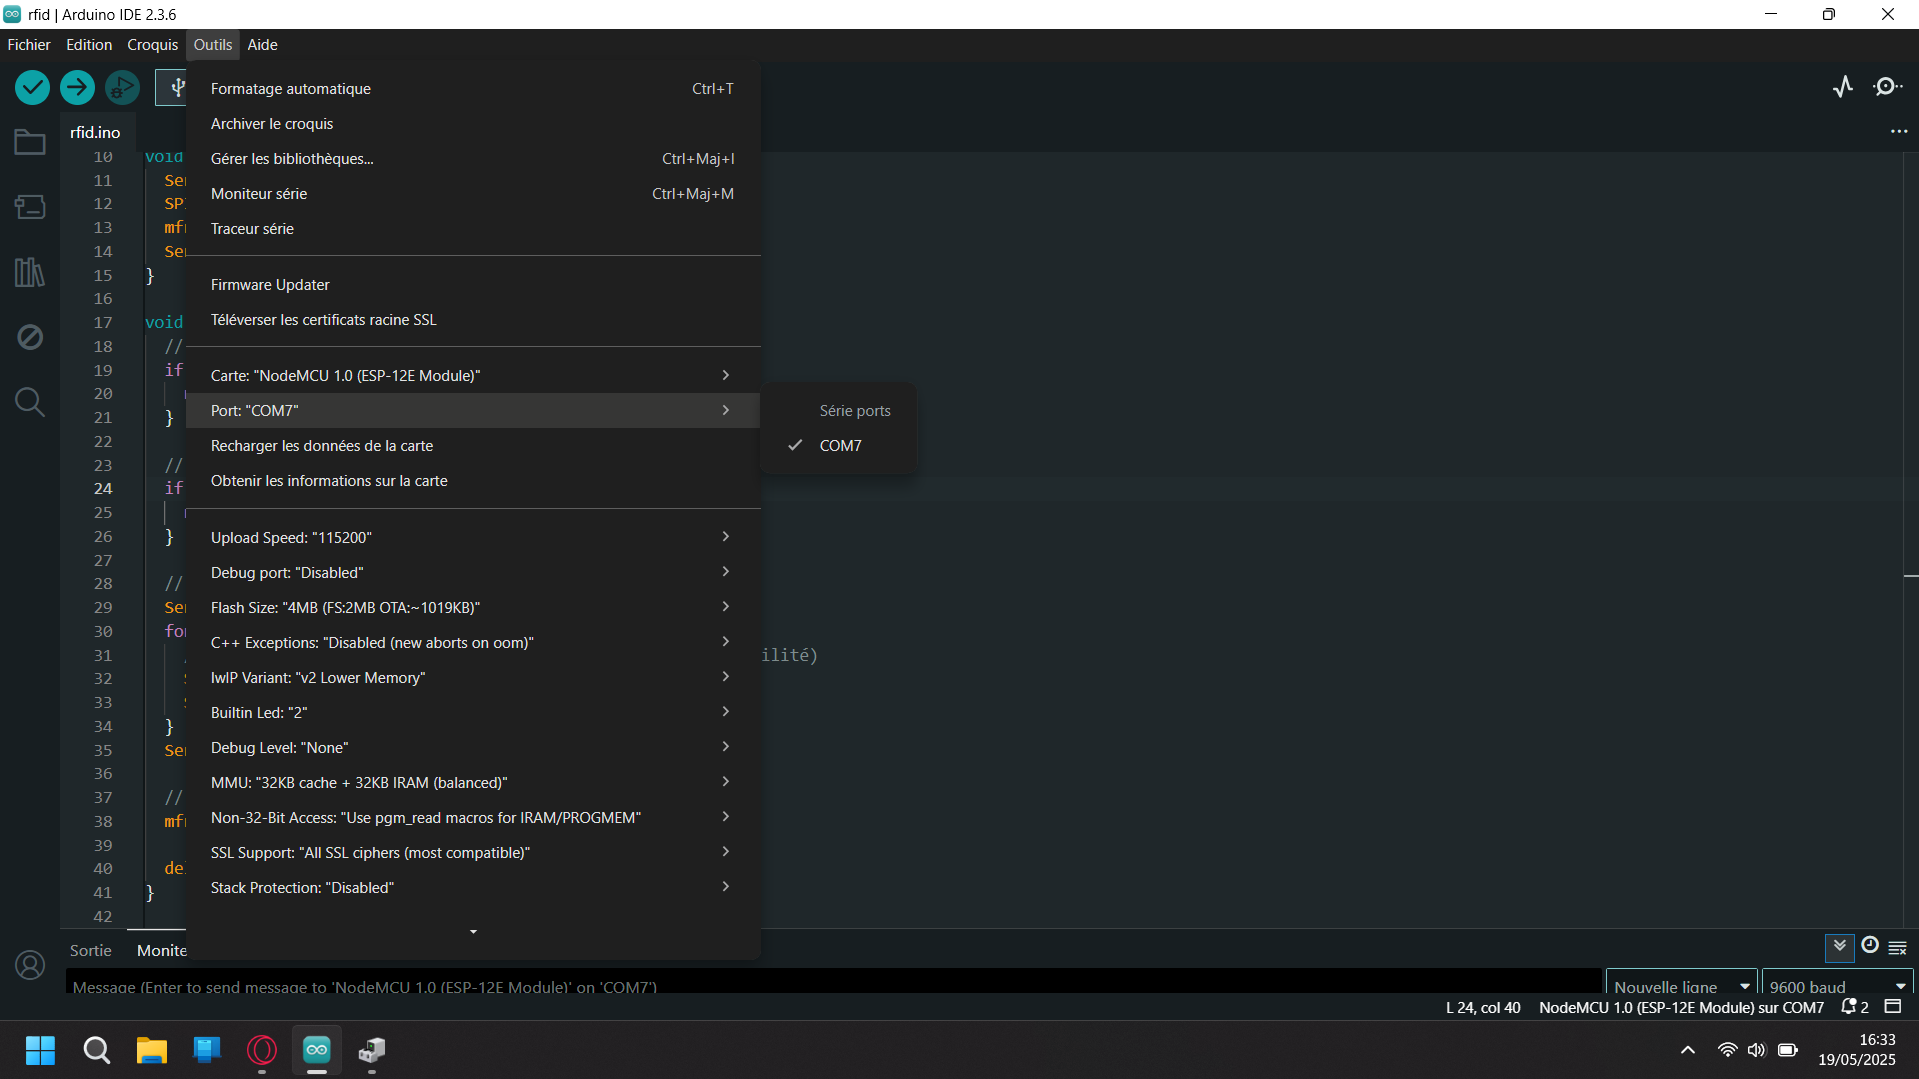 rfid | Arduino IDE 2.3.6
Fichier Edition Croquis Outils Aide
rfid.ino
Formatage automatique Ctrl+T
Archiver le croquis
Gérer les bibliothèques... Ctrl+Maj+I
Moniteur série Ctrl+Maj+M
Traceur série
Firmware Updater
Téléverser les certificats racine SSL
Carte: "NodeMCU 1.0 (ESP-12E Module)"
Port: "COM7"
Recharger les données de la carte
Obtenir les informations sur la carte
Upload Speed: "115200"
Debug port: "Disabled"
Flash Size: "4MB (FS:2MB OTA:~1019KB)"
C++ Exceptions: "Disabled (new aborts on oom)"
IwIP Variant: "v2 Lower Memory"
Builtin Led: "2"
Debug Level: "None"
MMU: "32KB cache + 32KB IRAM (balanced)"
Non-32-Bit Access: "Use pgm_read macros for IRAM/PROGMEM"
SSL Support: "All SSL ciphers (most compatible)"
Stack Protection: "Disabled"
Série ports
COM7
10 void
11 Se
12 SP
13 mf
14 Se
15 }
16
17 void
18 //
19 if
20
21 }
22
23 //
24 if
25
26 }
27
28 //
29 Se
30 fo
31 ilité)
32
33
34 }
35 Se
36
37 //
38 mf
39
40 de
41 }
42
Sortie Monite
Message (Enter to send message to 'NodeMCU 1.0 (ESP-12E Module)' on 'COM7')
Nouvelle ligne 9600 baud
L 24, col 40 NodeMCU 1.0 (ESP-12E Module) sur COM7 2
16:33
19/05/2025